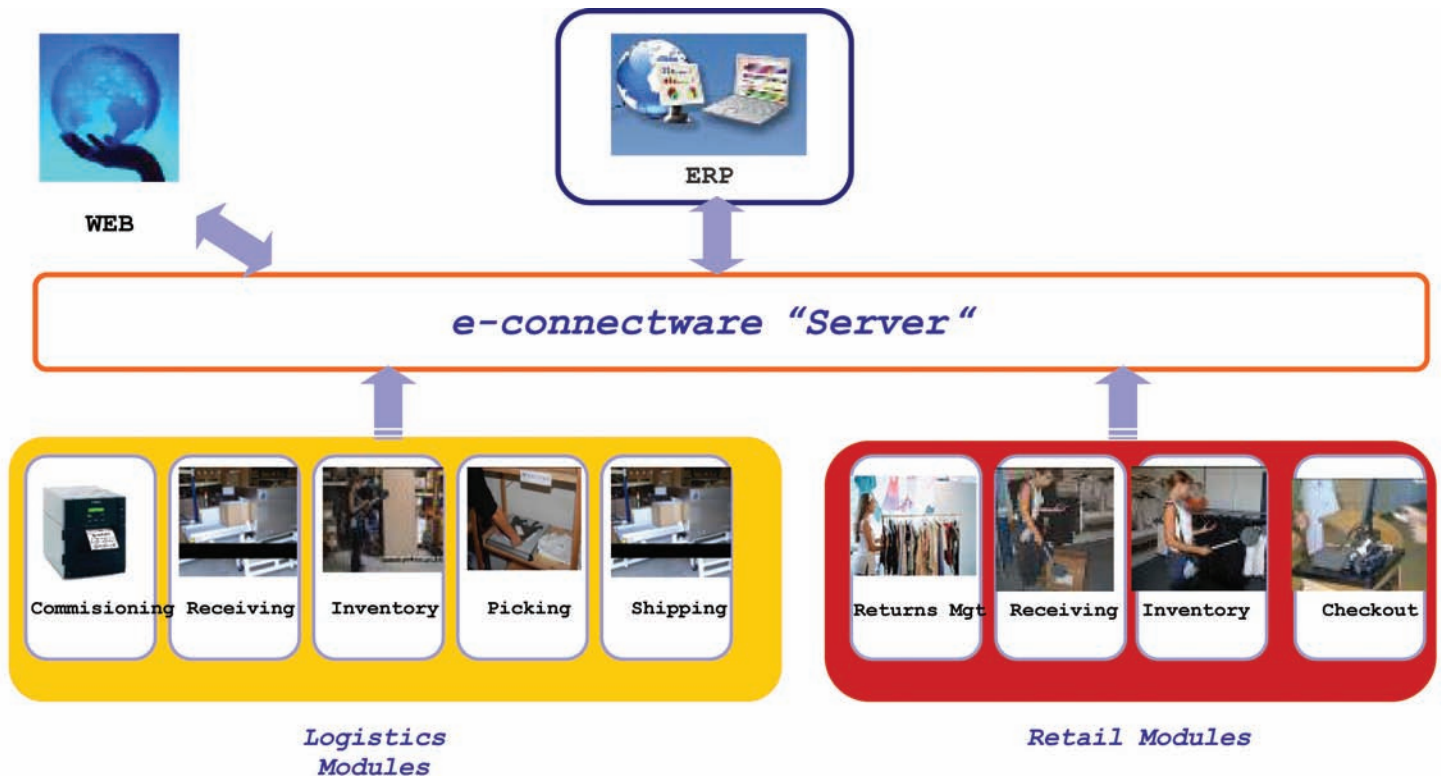 ERP
WEB
e-connectware “Server“
Commisioning
Receiving
Inventory
Picking
Shipping
Returns Mgt
Receiving
Inventory
Checkout
Logistics
Modules
Retail Modules